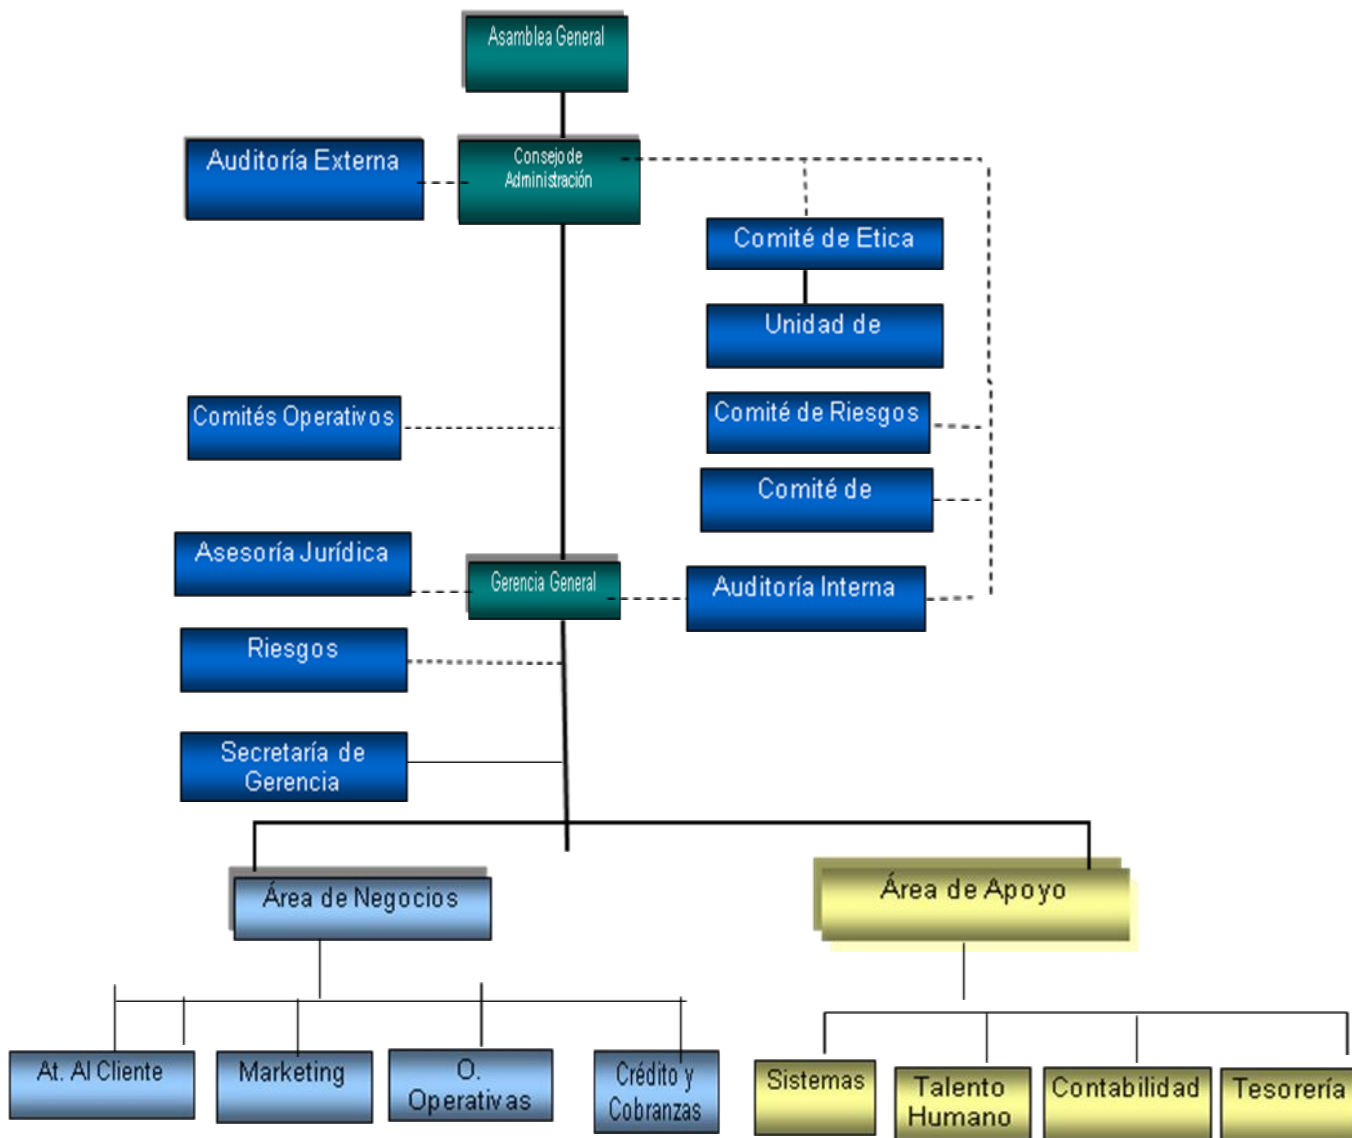 Asamblea General
Auditoría Externa
Consejo de
Administración
Comité de Etica
Unidad de
Comités Operativos
Comité de Riesgos
Comité de
Asesoría Jurídica
Gerencia General
Auditoría Interna
Riesgos
Secretaría de
Gerencia
Área de Negocios
Área de Apoyo
At. Al Cliente
Marketing
O.
Operativas
Crédito y
Cobranzas
Sistemas
Talento
Humano
Contabilidad
Tesorería